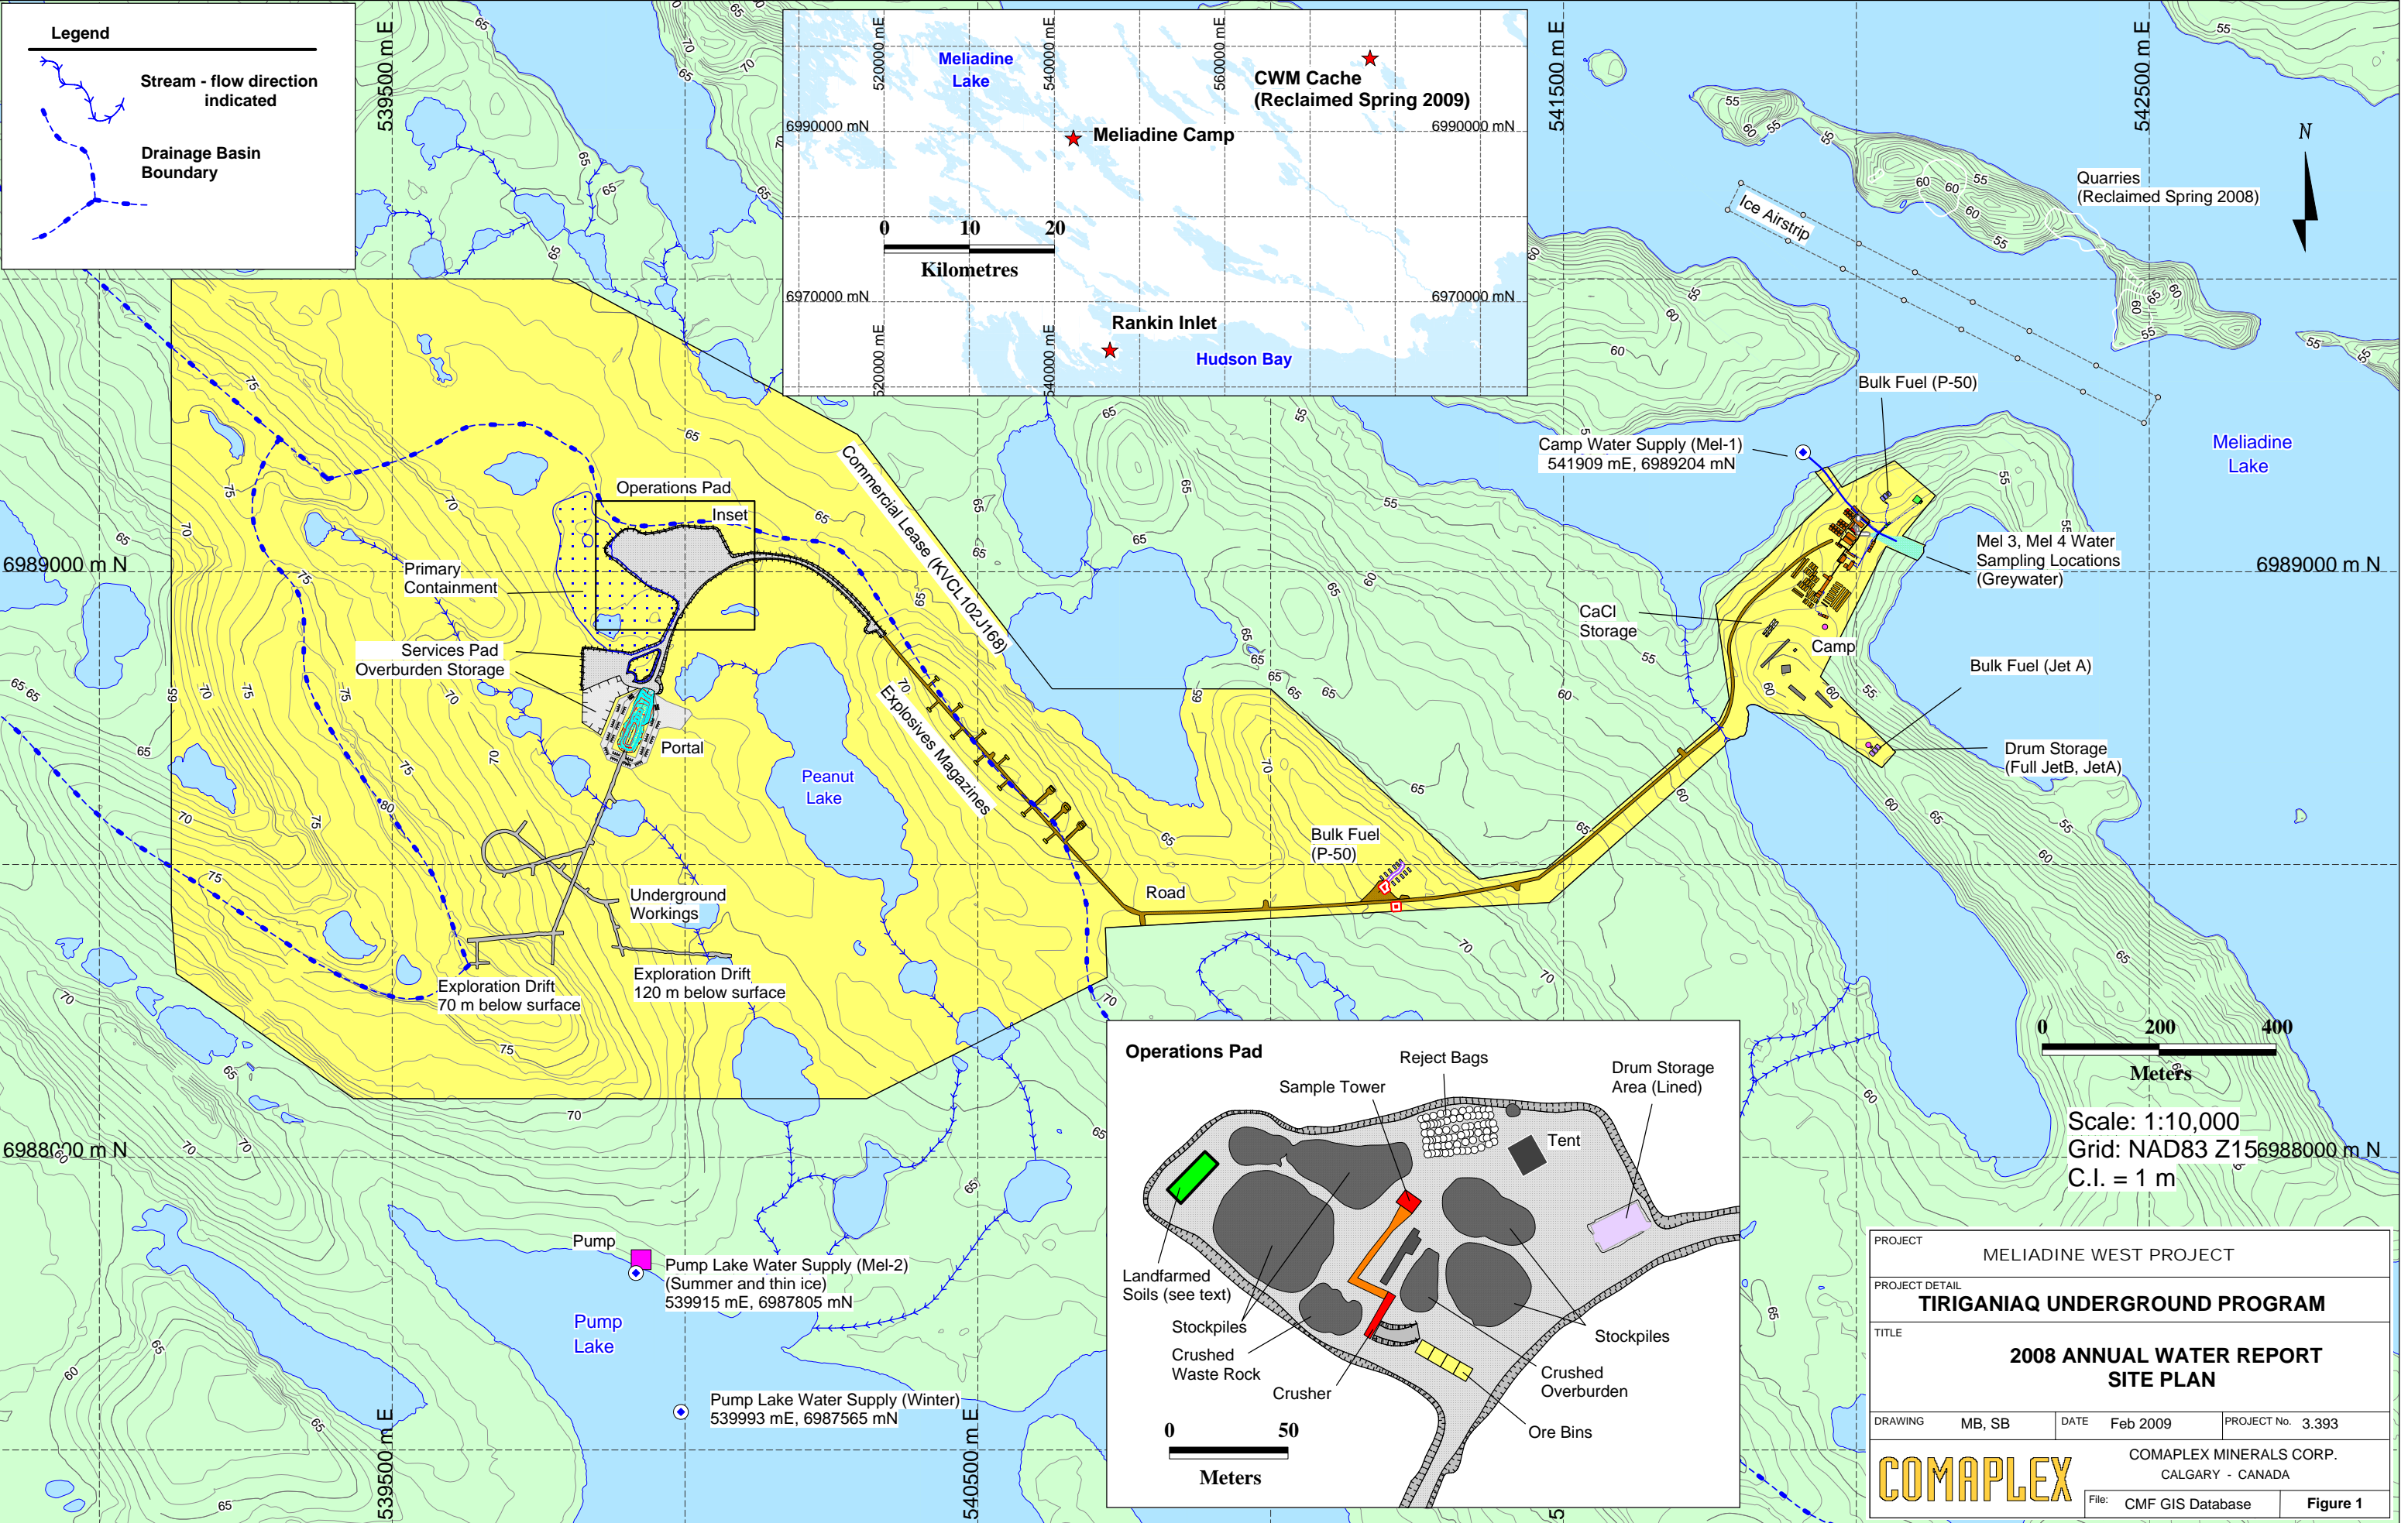 Legend
Stream - flow direction
indicated
Drainage Basin
Boundary
539500 m E
541500 m E
542500 m E
520000 mE
540000 mE
560000 mE
Meliadine
Lake
CWM Cache
(Reclaimed Spring 2009)
6990000 mN
6990000 mN
Meliadine Camp
0 10 20
Kilometres
6970000 mN
6970000 mN
Rankin Inlet
Hudson Bay
520000 mE
540000 mE
N
Quarries
(Reclaimed Spring 2008)
Ice Airstrip
Bulk Fuel (P-50)
Camp Water Supply (Mel-1)
541909 mE, 6989204 mN
Meliadine
Lake
Mel 3, Mel 4 Water
Sampling Locations
(Greywater)
6989000 m N
6989000 m N
CaCl
Storage
Camp
Bulk Fuel (Jet A)
Drum Storage
(Full JetB, JetA)
Operations Pad
Inset
Commercial Lease (KVCL102J168)
Primary
Containment
Services Pad
Overburden Storage
Portal
Explosives Magazines
Peanut
Lake
Bulk Fuel
(P-50)
Road
Underground
Workings
Exploration Drift
70 m below surface
Exploration Drift
120 m below surface
0 200 400
Meters
Scale: 1:10,000
Grid: NAD83 Z15
C.I. = 1 m
6988000 m N
6988000 m N
Pump
Pump Lake Water Supply (Mel-2)
(Summer and thin ice)
539915 mE, 6987805 mN
Pump
Lake
Pump Lake Water Supply (Winter)
539993 mE, 6987565 mN
539500 m E
540500 m E
Operations Pad
Reject Bags
Sample Tower
Drum Storage
Area (Lined)
Tent
Landfarmed
Soils (see text)
Stockpiles
Crushed
Waste Rock
Crusher
Stockpiles
Crushed
Overburden
Ore Bins
0 50
Meters
PROJECT
MELIADINE WEST PROJECT
PROJECT DETAIL
TIRIGANIAQ UNDERGROUND PROGRAM
TITLE
2008 ANNUAL WATER REPORT
SITE PLAN
DRAWING MB, SB DATE Feb 2009 PROJECT No. 3.393
COMAPLEX
COMAPLEX MINERALS CORP.
CALGARY - CANADA
File: CMF GIS Database Figure 1